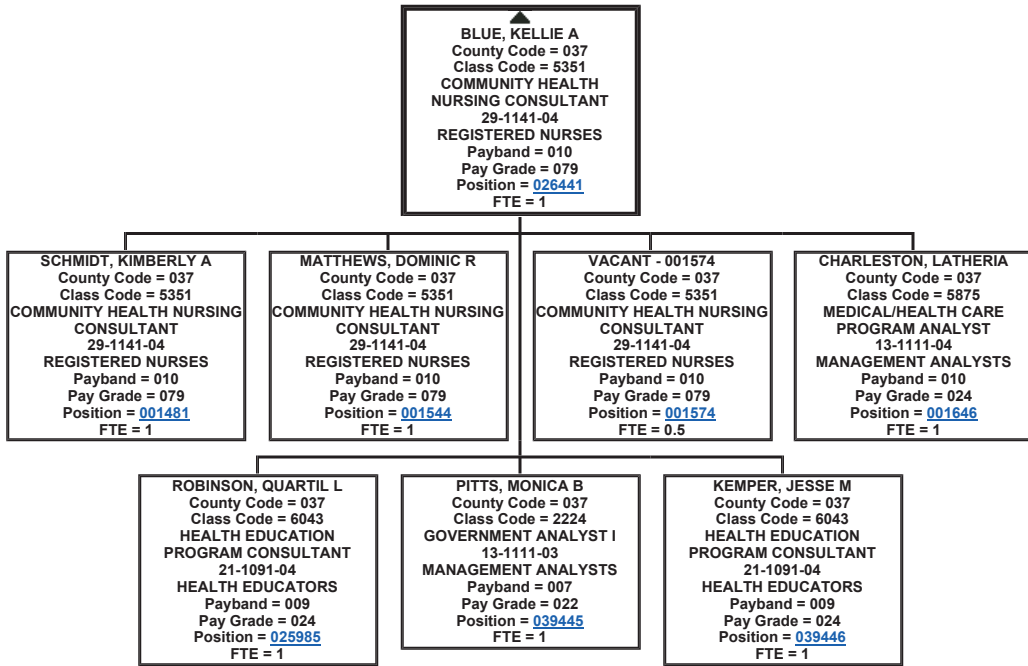 BLUE, KELLIE A
County Code = 037
Class Code = 5351
COMMUNITY HEALTH
NURSING CONSULTANT
29-1141-04
REGISTERED NURSES
Payband = 010
Pay Grade = 079
Position = 026441
FTE = 1
SCHMIDT, KIMBERLY A
County Code = 037
Class Code = 5351
COMMUNITY HEALTH NURSING
CONSULTANT
29-1141-04
REGISTERED NURSES
Payband = 010
Pay Grade = 079
Position = 001481
FTE = 1
MATTHEWS, DOMINIC R
County Code = 037
Class Code = 5351
COMMUNITY HEALTH NURSING
CONSULTANT
29-1141-04
REGISTERED NURSES
Payband = 010
Pay Grade = 079
Position = 001544
FTE = 1
VACANT - 001574
County Code = 037
Class Code = 5351
COMMUNITY HEALTH NURSING
CONSULTANT
29-1141-04
REGISTERED NURSES
Payband = 010
Pay Grade = 079
Position = 001574
FTE = 0.5
CHARLESTON, LATHERIA
County Code = 037
Class Code = 5875
MEDICAL/HEALTH CARE
PROGRAM ANALYST
13-1111-04
MANAGEMENT ANALYSTS
Payband = 010
Pay Grade = 024
Position = 001646
FTE = 1
ROBINSON, QUARTIL L
County Code = 037
Class Code = 6043
HEALTH EDUCATION
PROGRAM CONSULTANT
21-1091-04
HEALTH EDUCATORS
Payband = 009
Pay Grade = 024
Position = 025985
FTE = 1
PITTS, MONICA B
County Code = 037
Class Code = 2224
GOVERNMENT ANALYST I
13-1111-03
MANAGEMENT ANALYSTS
Payband = 007
Pay Grade = 022
Position = 039445
FTE = 1
KEMPER, JESSE M
County Code = 037
Class Code = 6043
HEALTH EDUCATION
PROGRAM CONSULTANT
21-1091-04
HEALTH EDUCATORS
Payband = 009
Pay Grade = 024
Position = 039446
FTE = 1